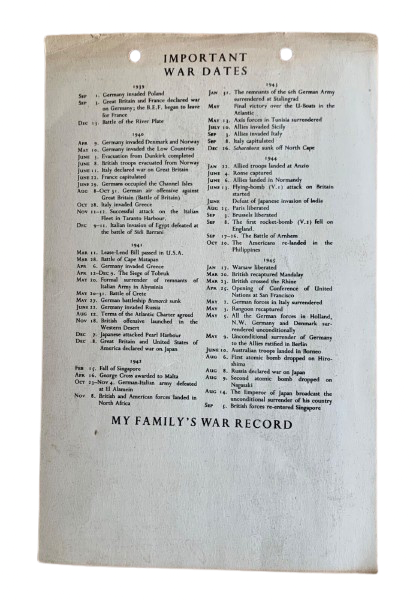 IMPORTANT
WAR DATES
1939
SEP 1. Germany invaded Poland
SEP 3. Great Britain and France declared war
on Germany; the B.E.F. began to leave
for France
DEC 13. Battle of the River Plate
1940
APR 9. Germany invaded Denmark and Norway
MAY 10. Germany invaded the Low Countries
JUNE 3. Evacuation from Dunkirk completed
JUNE 8. British troops evacuated from Norway
JUNE 11. Italy declared war on Great Britain
JUNE 22. France capitulated
JUNE 29. Germans occupied the Channel Isles
AUG 8-OCT 31. German air offensive against
Great Britain (Battle of Britain)
OCT 28. Italy invaded Greece
NOV 11-12. Successful attack on the Italian
Fleet in Taranto Harbour.
DEC 9-11. Italian invasion of Egypt defeated at
the battle of Sidi Barrani
1941
MAR 11. Lease-Lend Bill passed in U.S.A.
MAR 28. Battle of Cape Matapan
APR 6. Germany invaded Greece
APR 12-DEC 9. The Siege of Tobruk
MAY 20. Formal surrender of remnants of
Italian Army in Abyssinia
MAY 20-31. Battle of Crete
MAY 27. German battleship Bismarck sunk
JUNE 22. Germany invaded Russia
AUG 12. Terms of the Atlantic Charter agreed
NOV 18. British offensive launched in the
Western Desert
DEC 7. Japanese attacked Pearl Harbour
DEC 8. Great Britain and United States of
America declared war on Japan
1942
FEB 15. Fall of Singapore
APR 16. George Cross awarded to Malta
OCT 23-NOV 4. German-Italian army defeated
at El Alamein
NOV 8. British and American forces landed in
North Africa
1943
JAN 31. The remnants of the 6th German Army
surrendered at Stalingrad
MAY Final victory over the U-Boats in the
Atlantic
MAY 13. Axis forces in Tunisia surrendered
JULY 10. Allies invaded Sicily
SEP 3. Allies invaded Italy
SEP 8. Italy capitulated
DEC 26. Scharnhorst sunk off North Cape
1944
JAN 22. Allied troops landed at Anzio
JUNE 4. Rome captured
JUNE 6. Allies landed in Normandy
JUNE 13. Flying-bomb (V.1) attack on Britain
started
JUNE Defeat of Japanese invasion of India
AUG 25. Paris liberated
SEP 3. Brussels liberated
SEP 8. The first rocket-bomb (V.2) fell on
England.
SEP 17-26. The Battle of Arnhem
OCT 20. The Americans re-landed in the
Philippines
1945
JAN 17. Warsaw liberated
MAR 20. British recaptured Mandalay
MAR 23. British crossed the Rhine
APR 25. Opening of Conference of United
Nations at San Francisco
MAY 2. German forces in Italy surrendered
MAY 3. Rangoon recaptured
MAY 5. All the German forces in Holland,
N.W. Germany and Denmark sur-
rendered unconditionally
MAY 9. Unconditional surrender of Germany
to the Allies ratified in Berlin
JUNE 10. Australian troops landed in Borneo
AUG 6. First atomic bomb dropped on Hiro-
shima
AUG 8. Russia declared war on Japan
AUG 9. Second atomic bomb dropped on
Nagasaki
AUG 14. The Emperor of Japan broadcast the
unconditional surrender of his country
SEP 5. British forces re-entered Singapore
MY FAMILY'S WAR RECORD